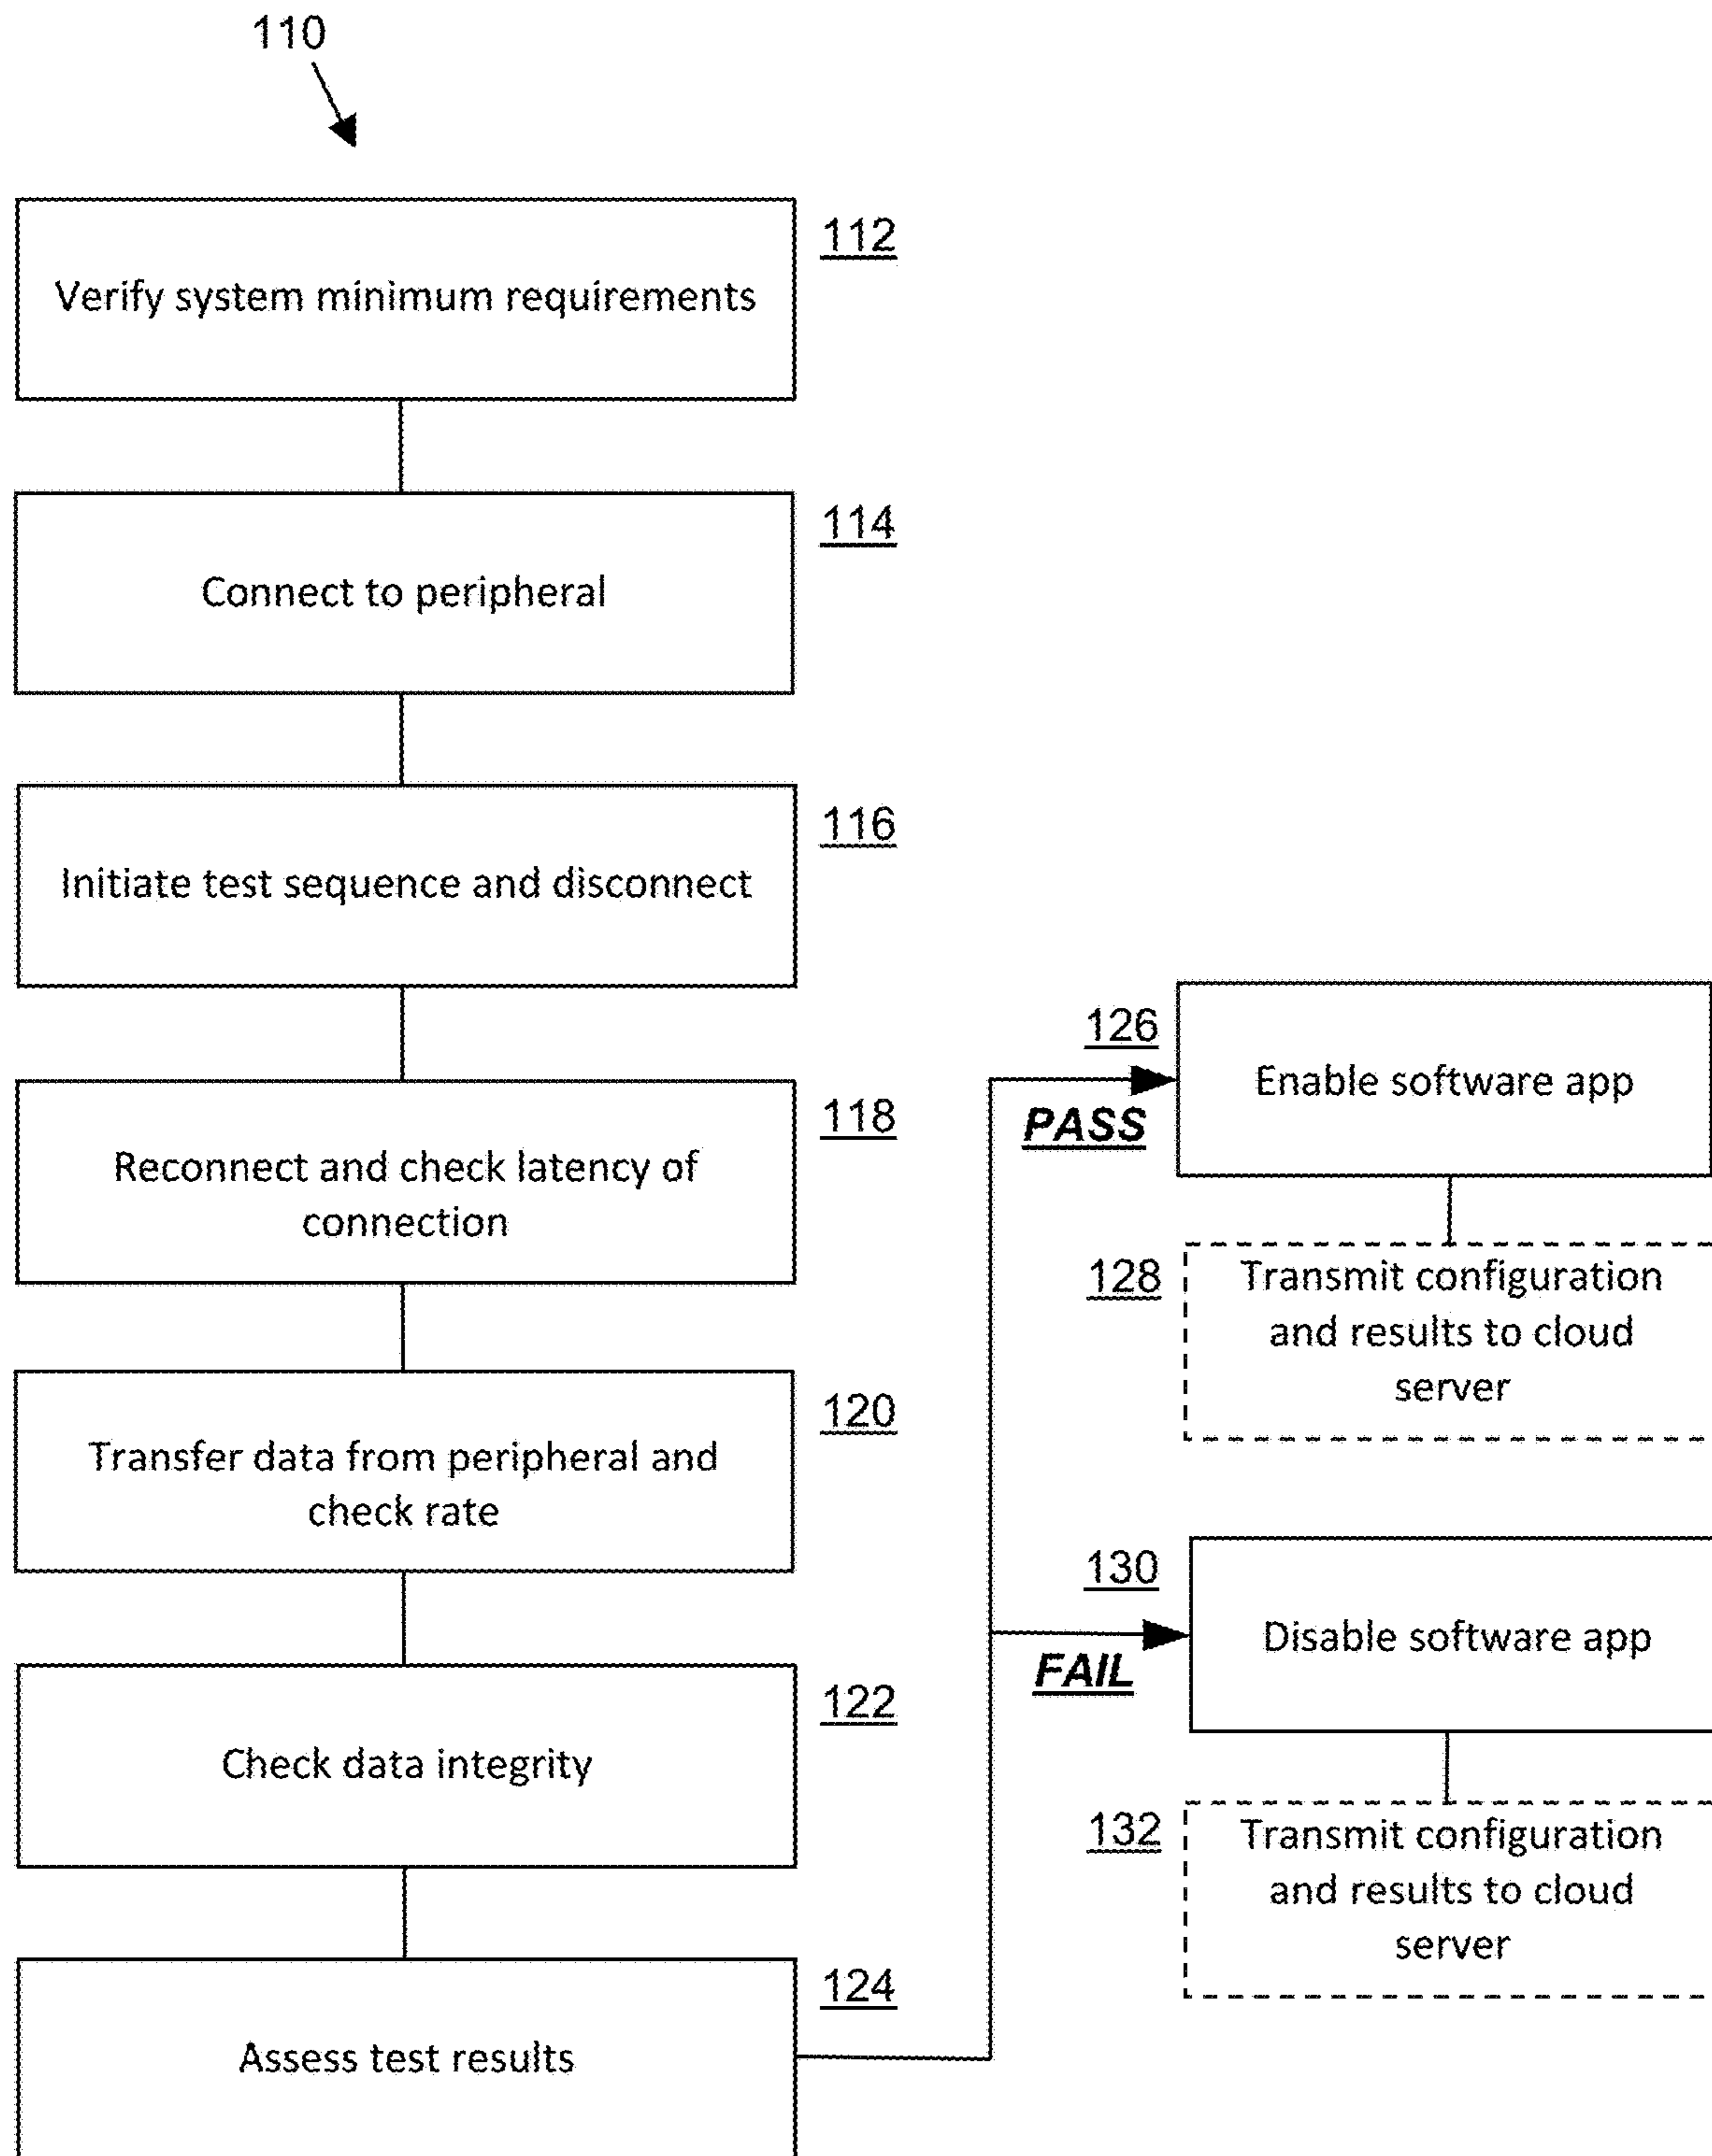 110
112
Verify system minimum requirements
114
Connect to peripheral
116
Initiate test sequence and disconnect
118
Reconnect and check latency of
connection
120
Transfer data from peripheral and
check rate
122
Check data integrity
124
Assess test results
126
Enable software app
PASS
128
Transmit configuration
and results to cloud
server
130
Disable software app
FAIL
132
Transmit configuration
and results to cloud
server